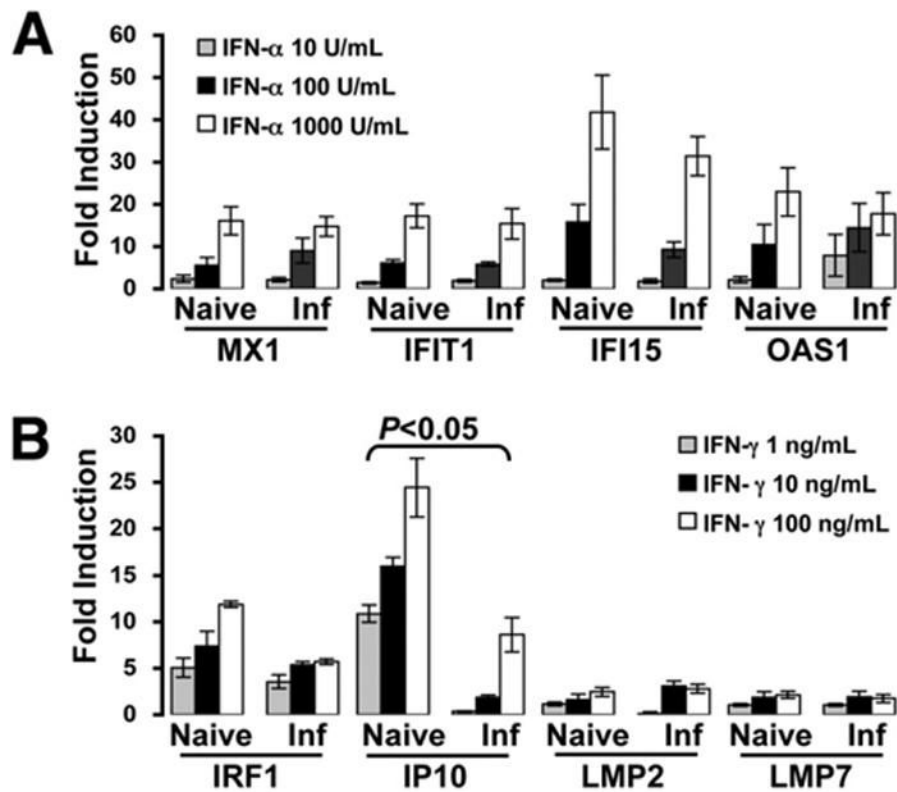 A
60
50
40
30
20
10
0
Fold Induction
IFN-α 10 U/mL
IFN-α 100 U/mL
IFN-α 1000 U/mL
Naive Inf Naive Inf Naive Inf Naive Inf
MX1 IFIT1 IFI15 OAS1
B
30
25
20
15
10
5
0
Fold Induction
P<0.05
IFN-γ 1 ng/mL
IFN- γ 10 ng/mL
IFN- γ 100 ng/mL
Naive Inf Naive Inf Naive Inf Naive Inf
IRF1 IP10 LMP2 LMP7